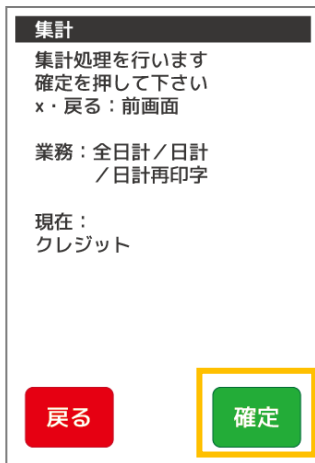 集計
集計処理を行います
確定を押して下さい
x・戻る：前画面
業務：全日計／日計
／日計再印字
現在：
クレジット
戻る
確定